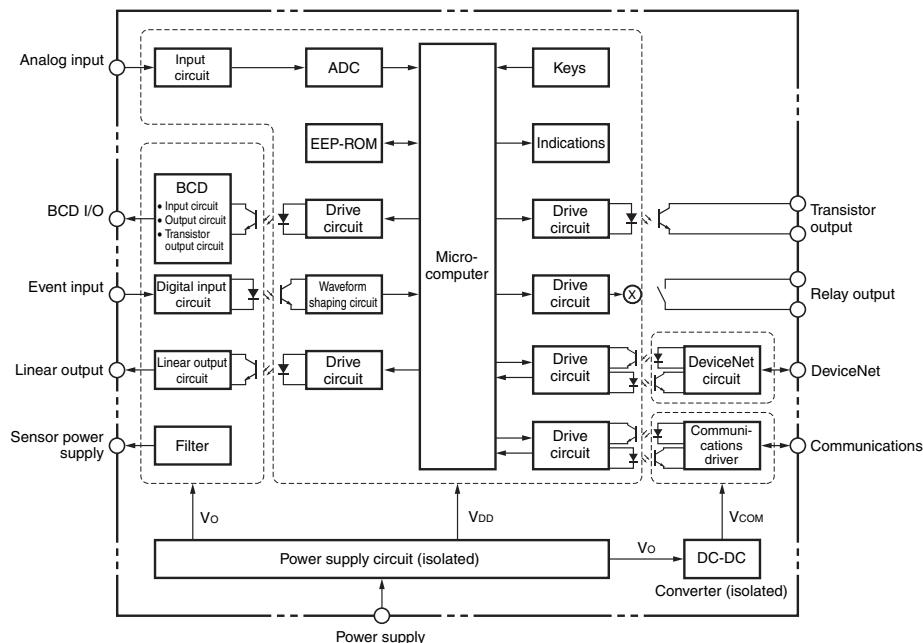 Analog input
Input
circuit
ADC
Keys
EEP-ROM
Indications
BCD I/O
BCD
• Input circuit
• Output circuit
• Transistor
output circuit
Drive
circuit
Micro-
computer
Drive
circuit
Transistor
output
Event input
Digital input
circuit
Waveform
shaping circuit
Drive
circuit
X
Relay output
Linear output
Linear output
circuit
Drive
circuit
Drive
circuit
DeviceNet
circuit
DeviceNet
Sensor power
supply
Filter
Drive
circuit
Communi-
cations
driver
Communications
VO
VDD
VCOM
Power supply circuit (isolated)
VO
DC-DC
Converter (isolated)
Power supply